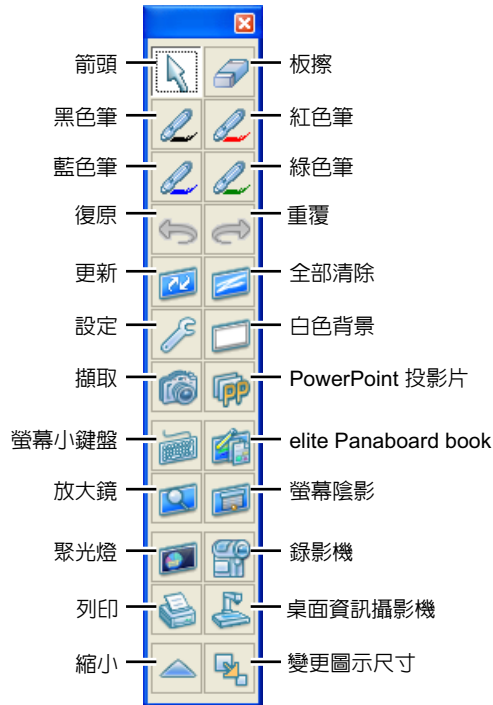 箭頭
板擦
黑色筆
紅色筆
藍色筆
綠色筆
復原
重覆
更新
全部清除
設定
白色背景
擷取
PowerPoint 投影片
螢幕小鍵盤
elite Panaboard book
放大鏡
螢幕陰影
聚光燈
錄影機
列印
桌面資訊攝影機
縮小
變更圖示尺寸